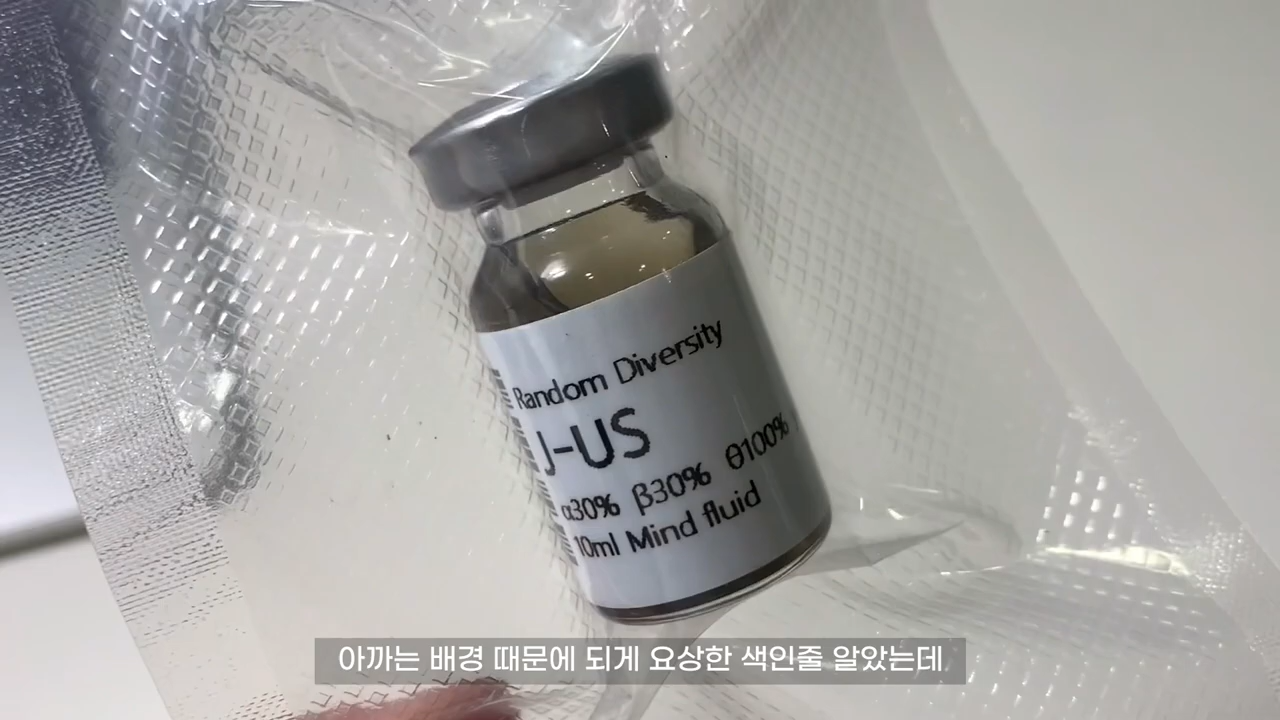 Random Diversity
J-US
α30% β30% θ100%
10ml Mind fluid
아까는 배경 때문에 되게 요상한 색인줄 알았는데